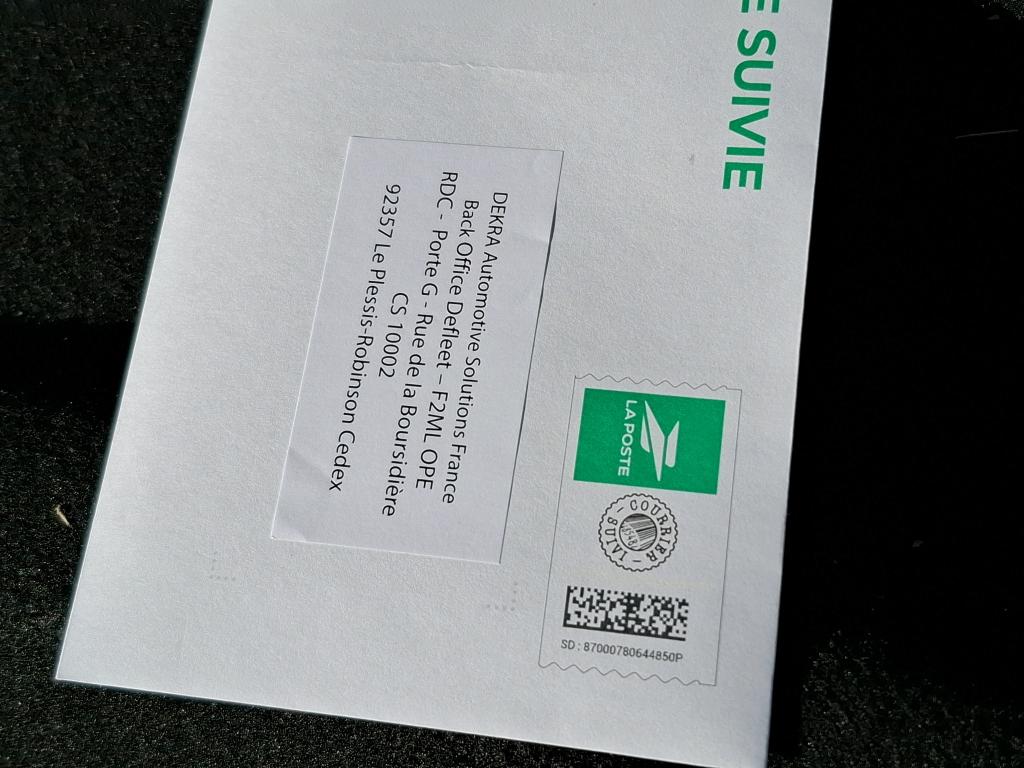 E SUIVIE
LA POSTE
COURRIER - SUIVI -
SD : 87000780644850P
DEKRA Automotive Solutions France
Back Office Defleet – F2ML OPE
RDC - Porte G - Rue de la Boursidière
CS 10002
92357 Le Plessis-Robinson Cedex